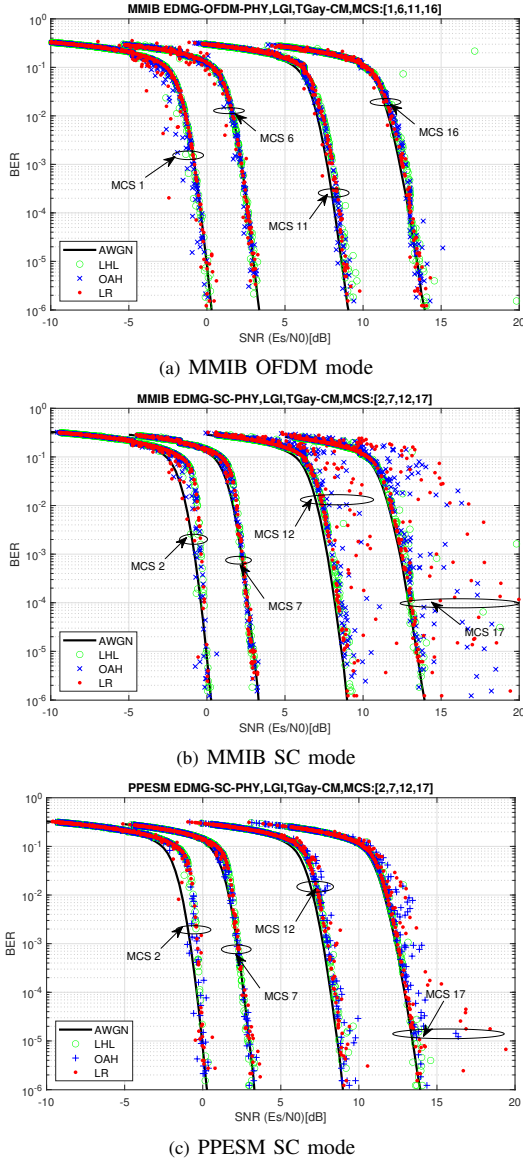 MMIB EDMG-OFDM-PHY,LGI,TGay-CM,MCS:[1,6,11,16]
10^0
10^-1
10^-2
10^-3
10^-4
10^-5
10^-6
BER
MCS 16
MCS 6
MCS 1
MCS 11
AWGN
LHL
OAH
LR
-10 -5 0 5 10 15 20
SNR (Es/N0)[dB]
(a) MMIB OFDM mode
MMIB EDMG-SC-PHY,LGI,TGay-CM,MCS:[2,7,12,17]
10^0
10^-1
10^-2
10^-3
10^-4
10^-5
10^-6
BER
MCS 12
MCS 2
MCS 7
MCS 17
AWGN
LHL
OAH
LR
-10 -5 0 5 10 15 20
SNR (Es/N0)[dB]
(b) MMIB SC mode
PPESM EDMG-SC-PHY,LGI,TGay-CM,MCS:[2,7,12,17]
10^0
10^-1
10^-2
10^-3
10^-4
10^-5
10^-6
BER
MCS 12
MCS 2
MCS 7
MCS 17
AWGN
LHL
OAH
LR
-10 -5 0 5 10 15 20
SNR (Es/N0)[dB]
(c) PPESM SC mode